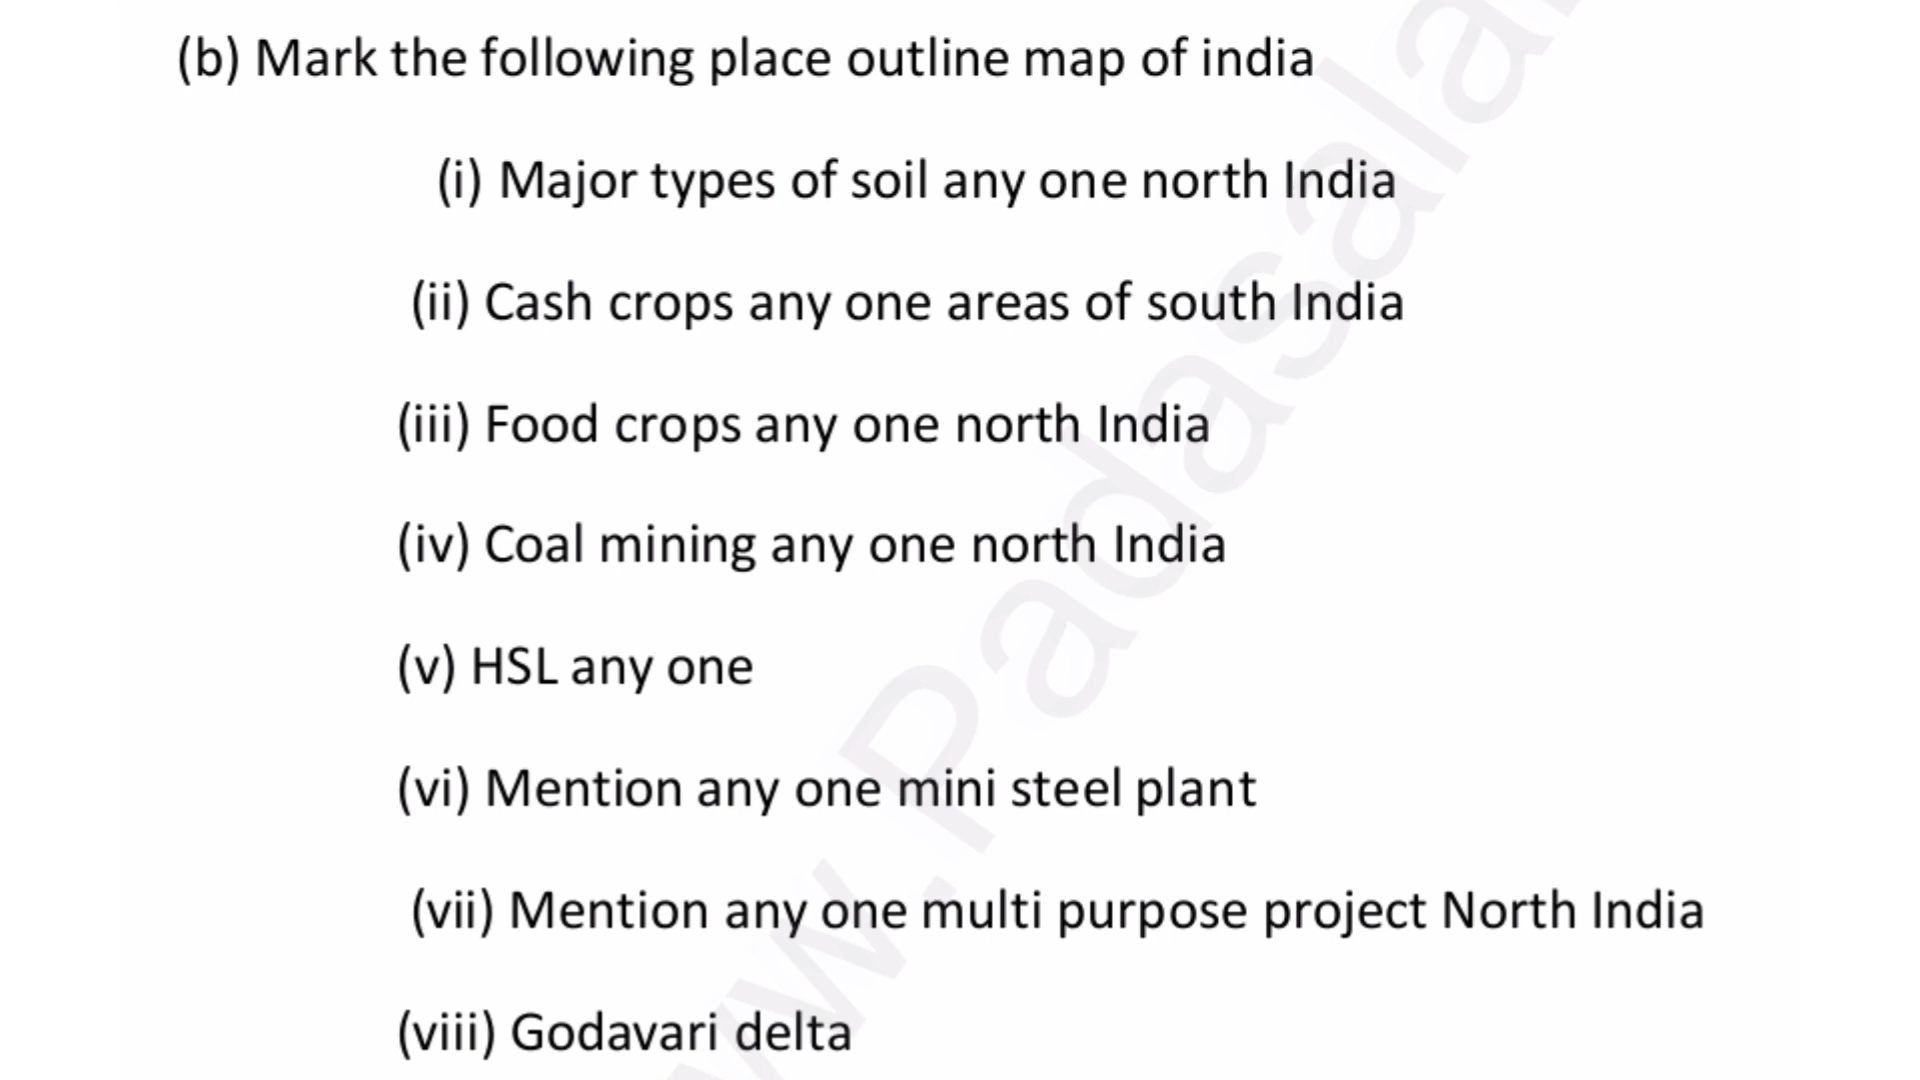 (b) Mark the following place outline map of india
(i) Major types of soil any one north India
(ii) Cash crops any one areas of south India
(iii) Food crops any one north India
(iv) Coal mining any one north India
(v) HSL any one
(vi) Mention any one mini steel plant
(vii) Mention any one multi purpose project North India
(viii) Godavari delta
w.Padasala